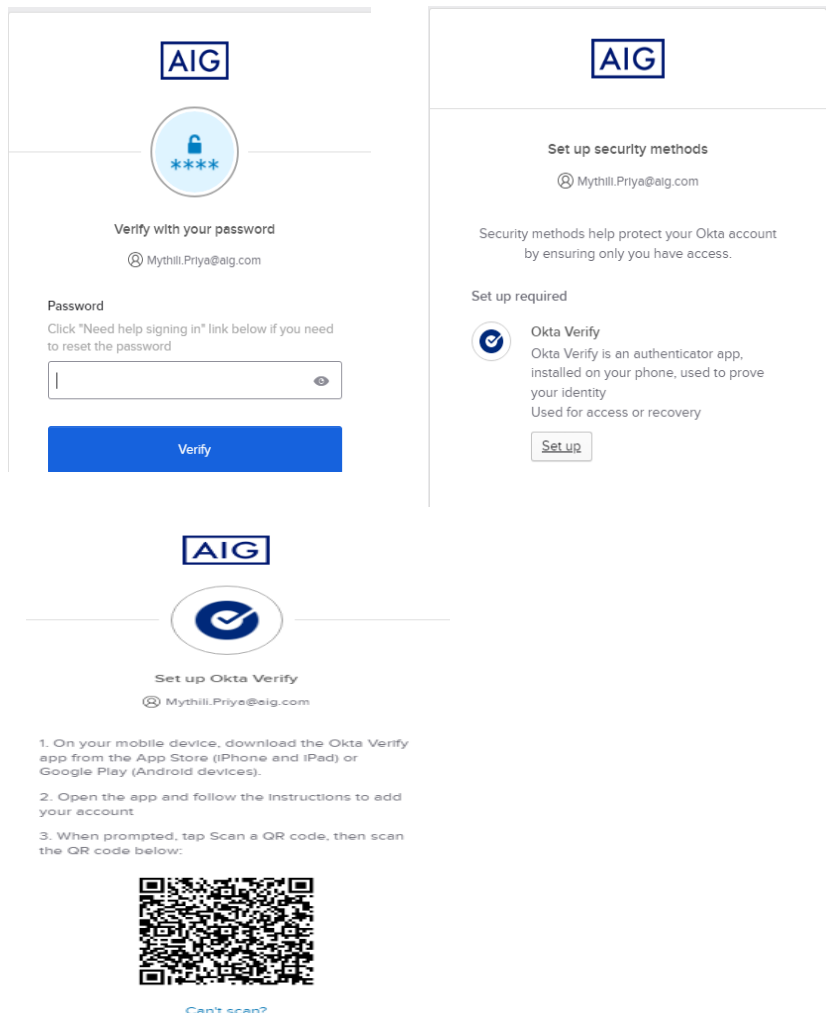 AIG
****
Verify with your password
Mythili.Priya@aig.com
Password
Click "Need help signing in" link below if you need
to reset the password
Verify
AIG
Set up security methods
Mythili.Priya@aig.com
Security methods help protect your Okta account
by ensuring only you have access.
Set up required
Okta Verify
Okta Verify is an authenticator app,
installed on your phone, used to prove
your identity
Used for access or recovery
Set up
AIG
Set up Okta Verify
Mythili.Priya@aig.com
1. On your mobile device, download the Okta Verify
app from the App Store (iPhone and iPad) or
Google Play (Android devices).
2. Open the app and follow the instructions to add
your account
3. When prompted, tap Scan a QR code, then scan
the QR code below:
Can't scan?